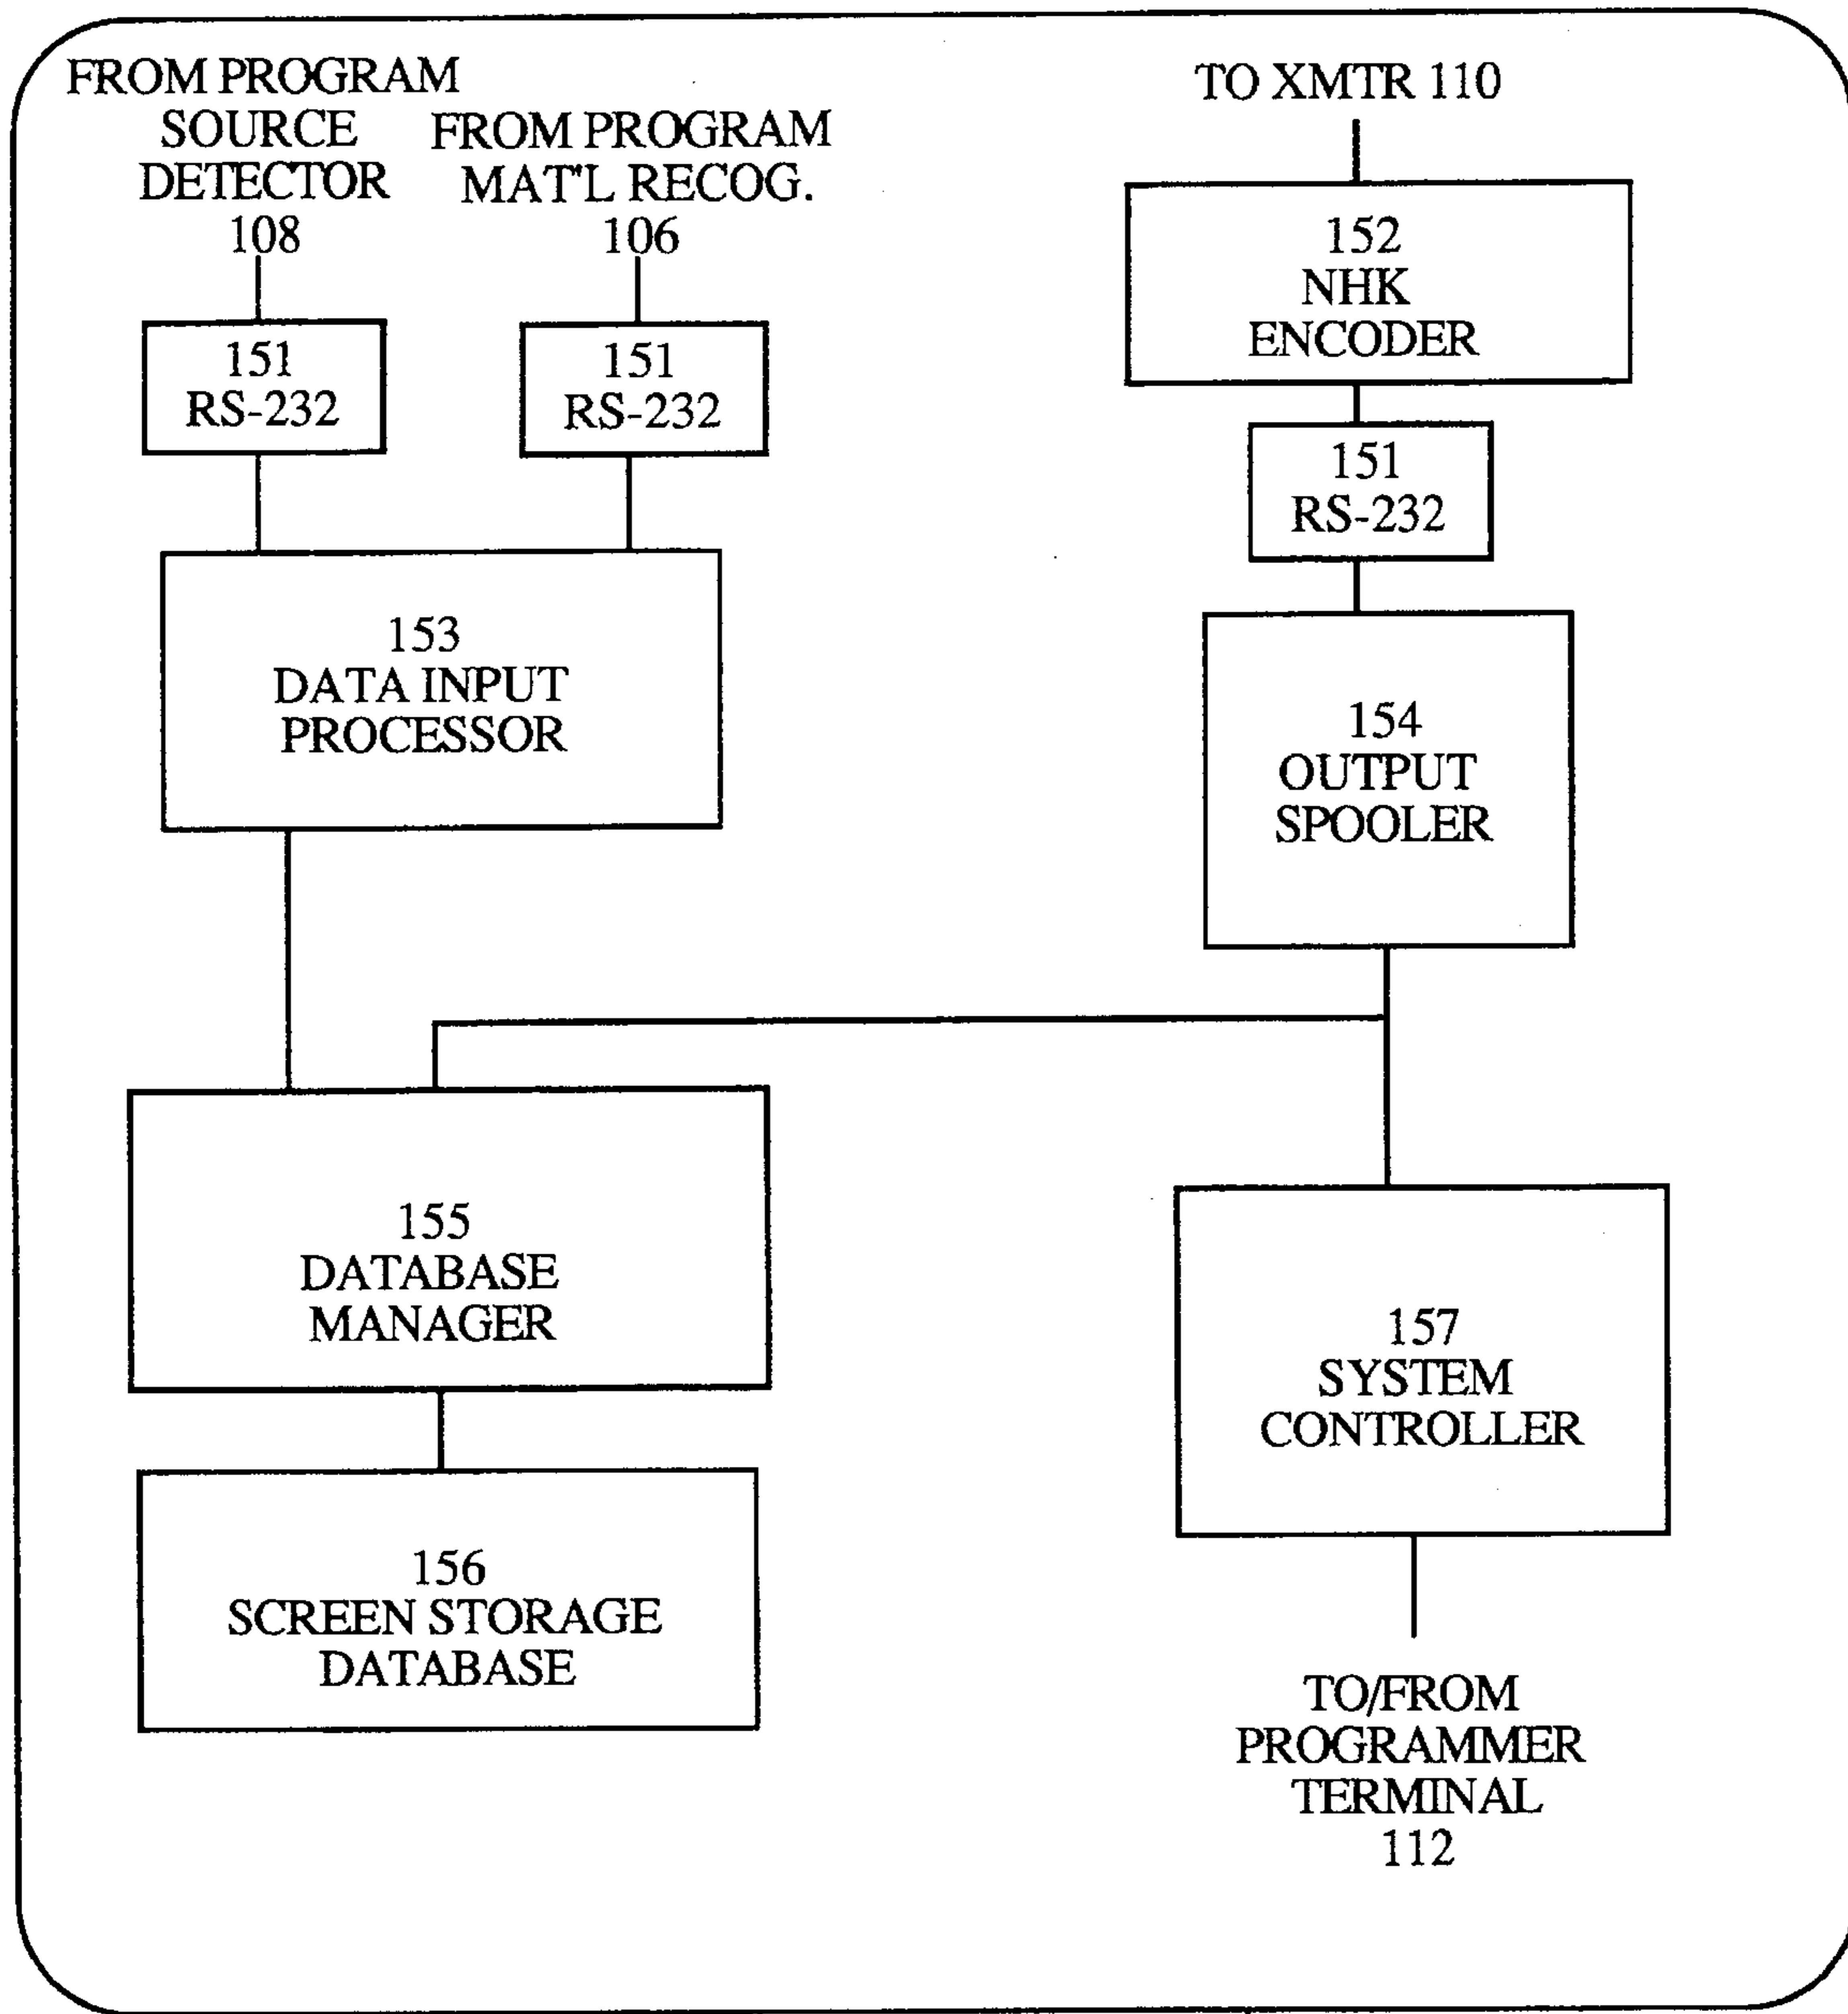 FROM PROGRAM
SOURCE
DETECTOR
108
FROM PROGRAM
MAT'L RECOG.
106
TO XMTR 110
151
RS-232
151
RS-232
152
NHK
ENCODER
151
RS-232
153
DATA INPUT
PROCESSOR
154
OUTPUT
SPOOLER
155
DATABASE
MANAGER
157
SYSTEM
CONTROLLER
156
SCREEN STORAGE
DATABASE
TO/FROM
PROGRAMMER
TERMINAL
112